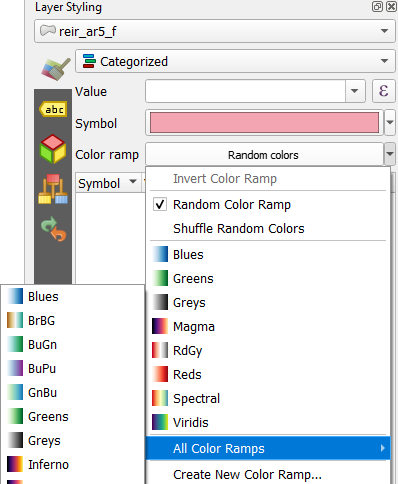 Layer Styling
reir_ar5_f
Categorized
abc
Value
ε
Symbol
Color ramp
Random colors
Symbol
Invert Color Ramp
Random Color Ramp
Shuffle Random Colors
Blues
Greens
Greys
Magma
RdGy
Reds
Spectral
Viridis
All Color Ramps
Create New Color Ramp...
Blues
BrBG
BuGn
BuPu
GnBu
Greens
Greys
Inferno